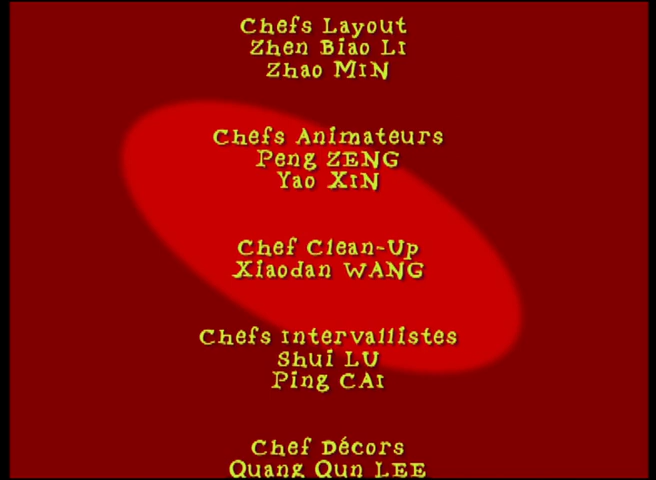 Chefs Layout
Zhen Biao LI
Zhao MIN
Chefs Animateurs
Peng ZENG
Yao XIN
Chef Clean-Up
Xiaodan WANG
Chefs Intervallistes
Shui LU
Ping CAI
Chef Décors
Quang Qun LEE